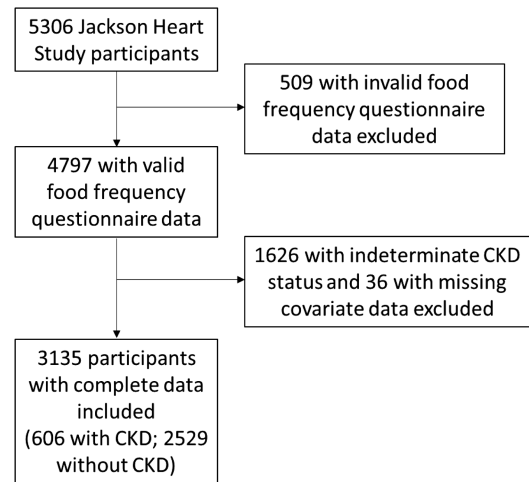 5306 Jackson Heart
Study participants
509 with invalid food
frequency questionnaire
data excluded
4797 with valid
food frequency
questionnaire data
1626 with indeterminate CKD
status and 36 with missing
covariate data excluded
3135 participants
with complete data
included
(606 with CKD; 2529
without CKD)